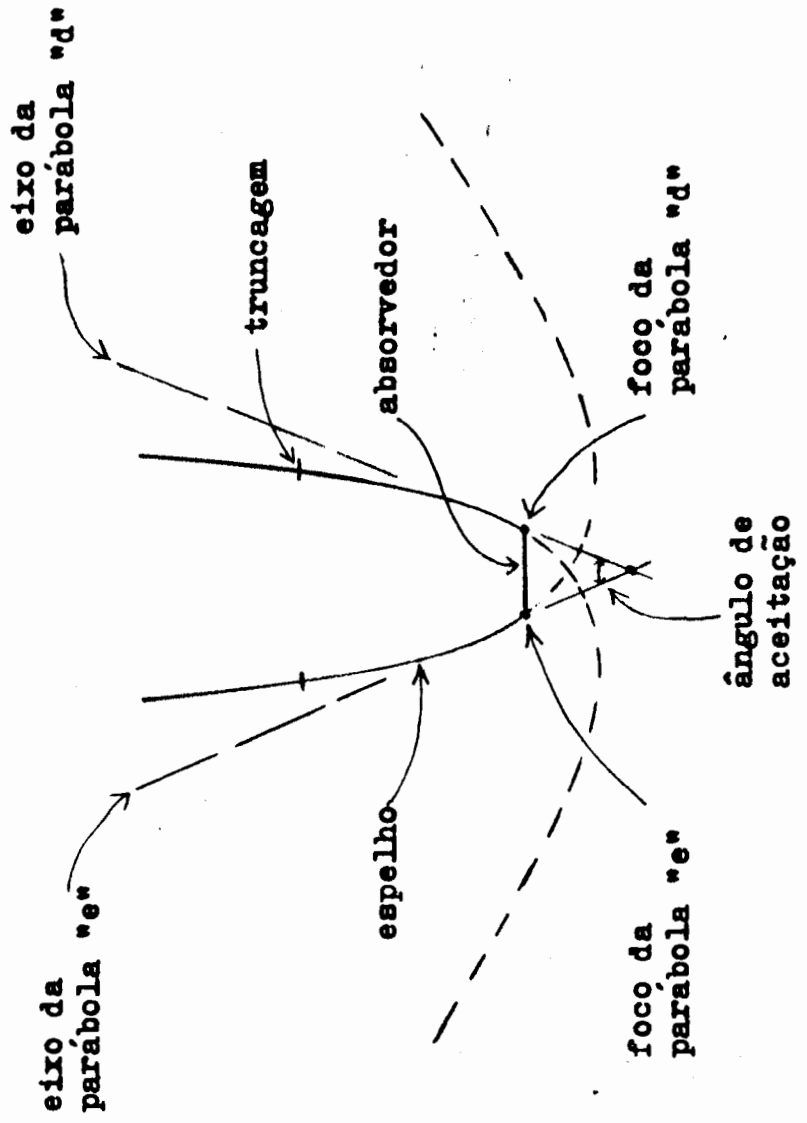 eixo da
parábola "e"
eixo da
parábola "d"
truncagem
absorvedor
espelho
foco da
parábola "e"
foco da
parábola "d"
ângulo de
aceitação